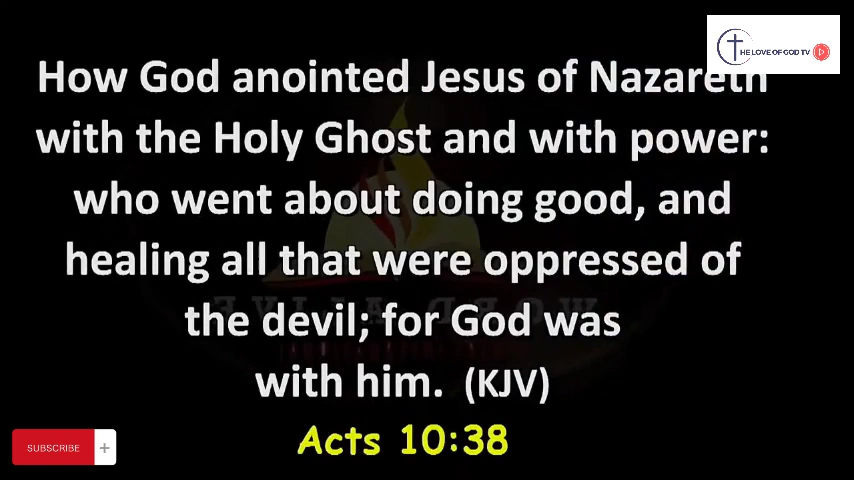 THE LOVE OF GOD TV
How God anointed Jesus of Nazareth
with the Holy Ghost and with power:
who went about doing good, and
healing all that were oppressed of
the devil; for God was
with him. (KJV)
Acts 10:38
SUBSCRIBE +